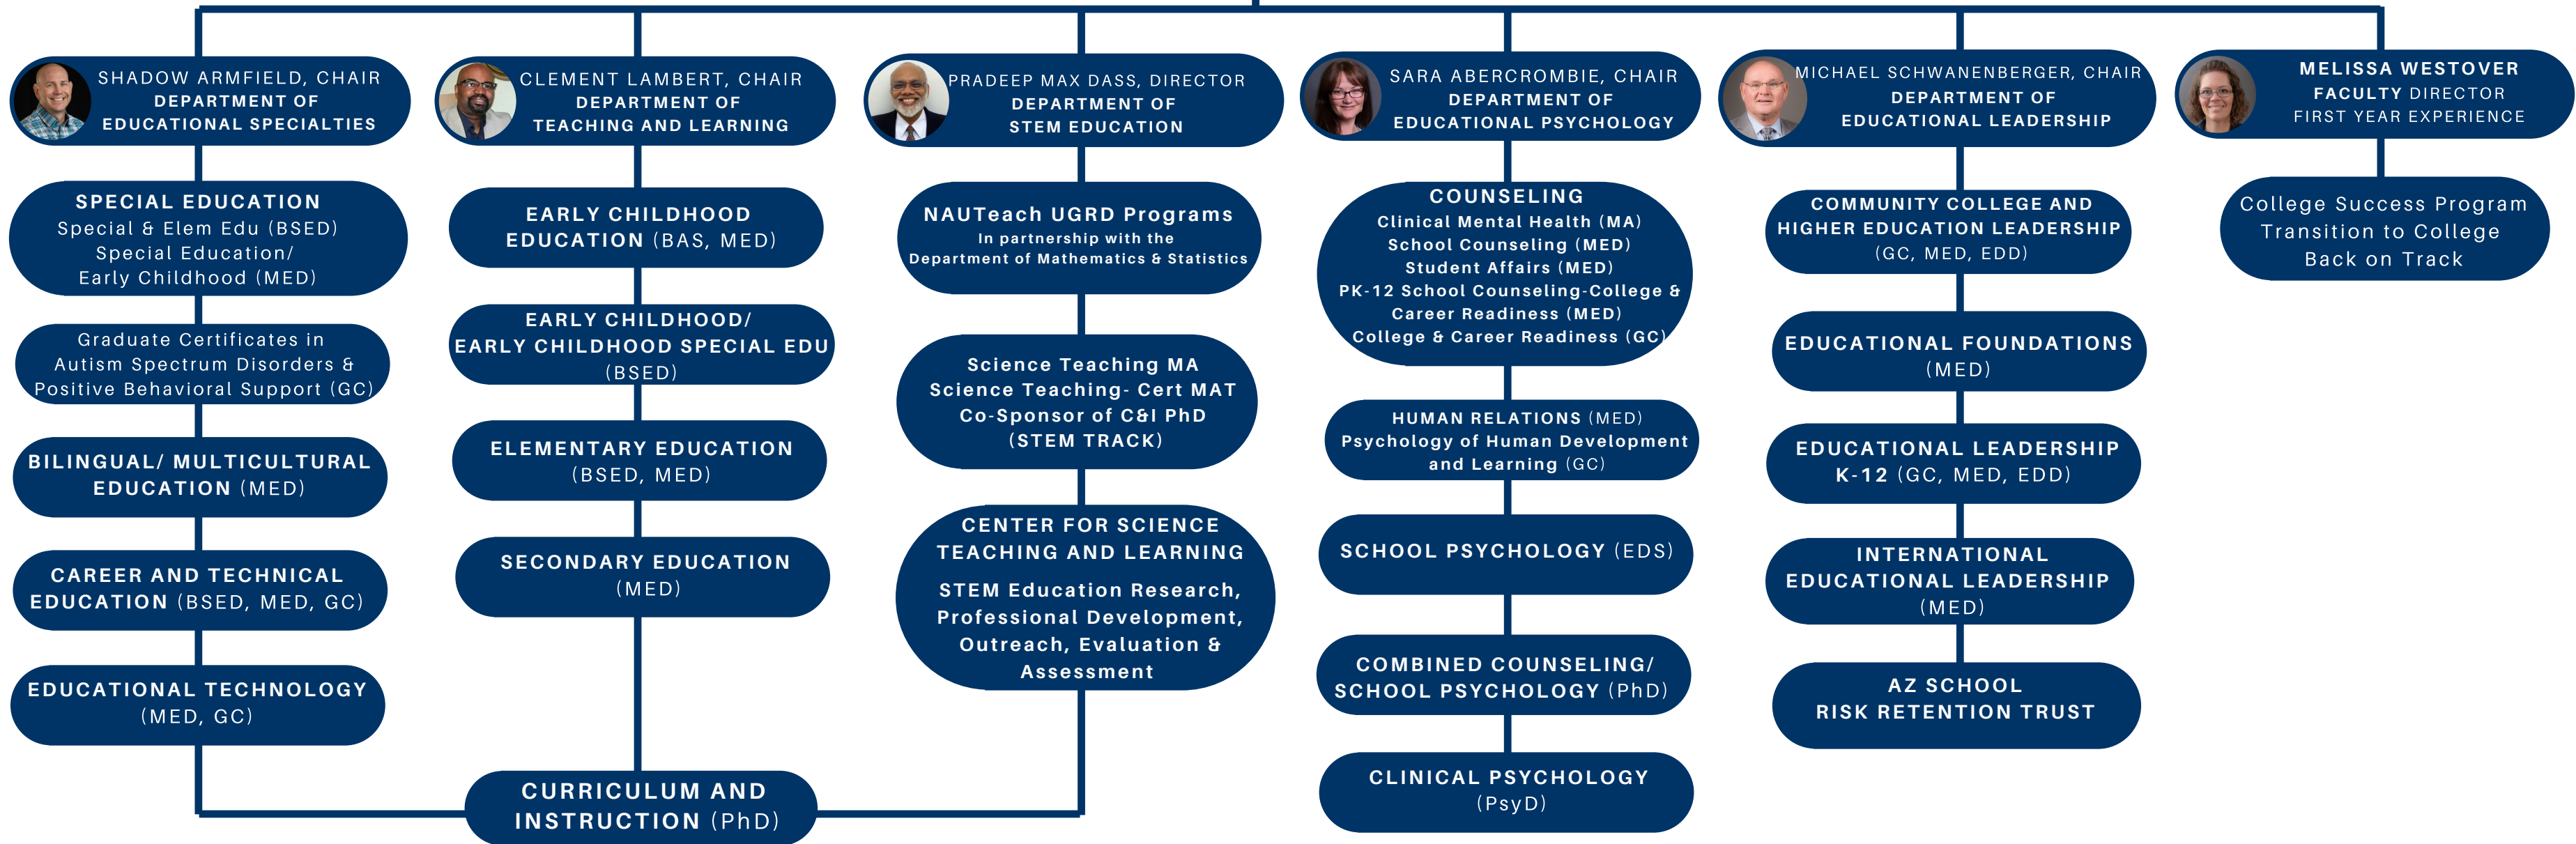 SHADOW ARMFIELD, CHAIR
DEPARTMENT OF
EDUCATIONAL SPECIALTIES
SPECIAL EDUCATION
Special & Elem Edu (BSED)
Special Education/
Early Childhood (MED)
Graduate Certificates in
Autism Spectrum Disorders &
Positive Behavioral Support (GC)
BILINGUAL/ MULTICULTURAL
EDUCATION (MED)
CAREER AND TECHNICAL
EDUCATION (BSED, MED, GC)
EDUCATIONAL TECHNOLOGY
(MED, GC)
CLEMENT LAMBERT, CHAIR
DEPARTMENT OF
TEACHING AND LEARNING
EARLY CHILDHOOD
EDUCATION (BAS, MED)
EARLY CHILDHOOD/
EARLY CHILDHOOD SPECIAL EDU
(BSED)
ELEMENTARY EDUCATION
(BSED, MED)
SECONDARY EDUCATION
(MED)
CURRICULUM AND
INSTRUCTION (PhD)
PRADEEP MAX DASS, DIRECTOR
DEPARTMENT OF
STEM EDUCATION
NAUTeach UGRD Programs
In partnership with the
Department of Mathematics & Statistics
Science Teaching MA
Science Teaching- Cert MAT
Co-Sponsor of C&I PhD
(STEM TRACK)
CENTER FOR SCIENCE
TEACHING AND LEARNING
STEM Education Research,
Professional Development,
Outreach, Evaluation &
Assessment
SARA ABERCROMBIE, CHAIR
DEPARTMENT OF
EDUCATIONAL PSYCHOLOGY
COUNSELING
Clinical Mental Health (MA)
School Counseling (MED)
Student Affairs (MED)
PK-12 School Counseling-College &
Career Readiness (MED)
College & Career Readiness (GC)
HUMAN RELATIONS (MED)
Psychology of Human Development
and Learning (GC)
SCHOOL PSYCHOLOGY (EDS)
COMBINED COUNSELING/
SCHOOL PSYCHOLOGY (PhD)
CLINICAL PSYCHOLOGY
(PsyD)
MICHAEL SCHWANENBERGER, CHAIR
DEPARTMENT OF
EDUCATIONAL LEADERSHIP
COMMUNITY COLLEGE AND
HIGHER EDUCATION LEADERSHIP
(GC, MED, EDD)
EDUCATIONAL FOUNDATIONS
(MED)
EDUCATIONAL LEADERSHIP
K-12 (GC, MED, EDD)
INTERNATIONAL
EDUCATIONAL LEADERSHIP
(MED)
AZ SCHOOL
RISK RETENTION TRUST
MELISSA WESTOVER
FACULTY DIRECTOR
FIRST YEAR EXPERIENCE
College Success Program
Transition to College
Back on Track